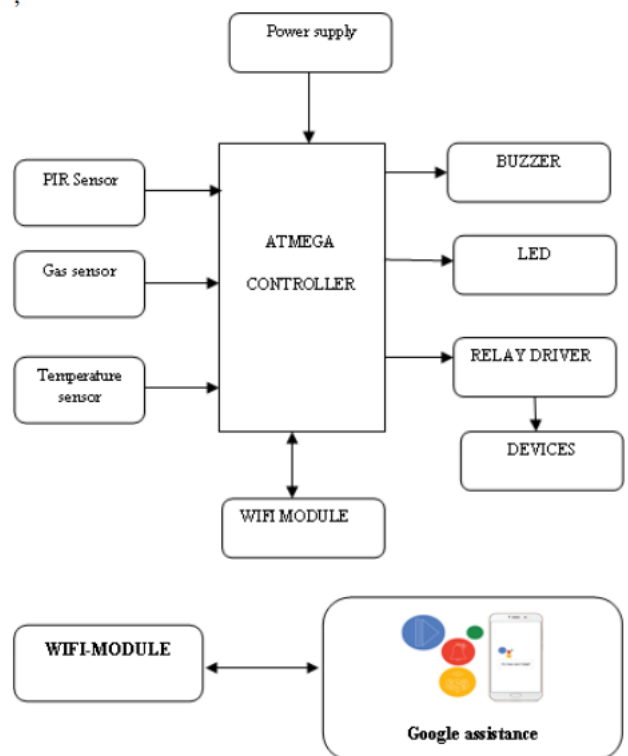 ;
Power supply
PIR Sensor
Gas sensor
Temperature
sensor
ATMEGA
CONTROLLER
BUZZER
LED
RELAY DRIVER
DEVICES
WIFI MODULE
WIFI-MODULE
Google assistance